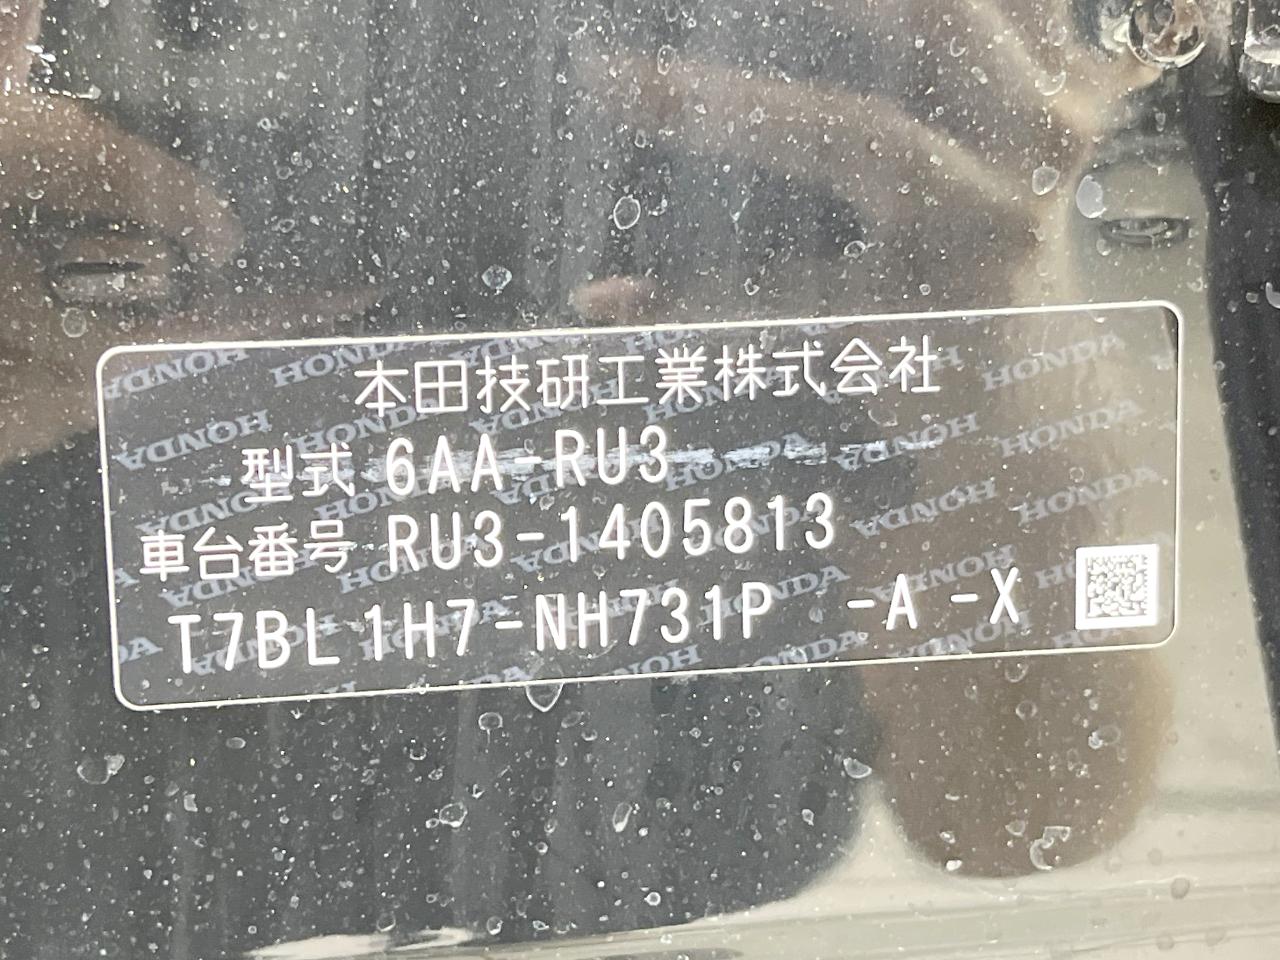 本田技研工業株式会社
型式 6AA-RU3
車台番号 RU3-1405813
T7BL1H7-NH731P -A -X